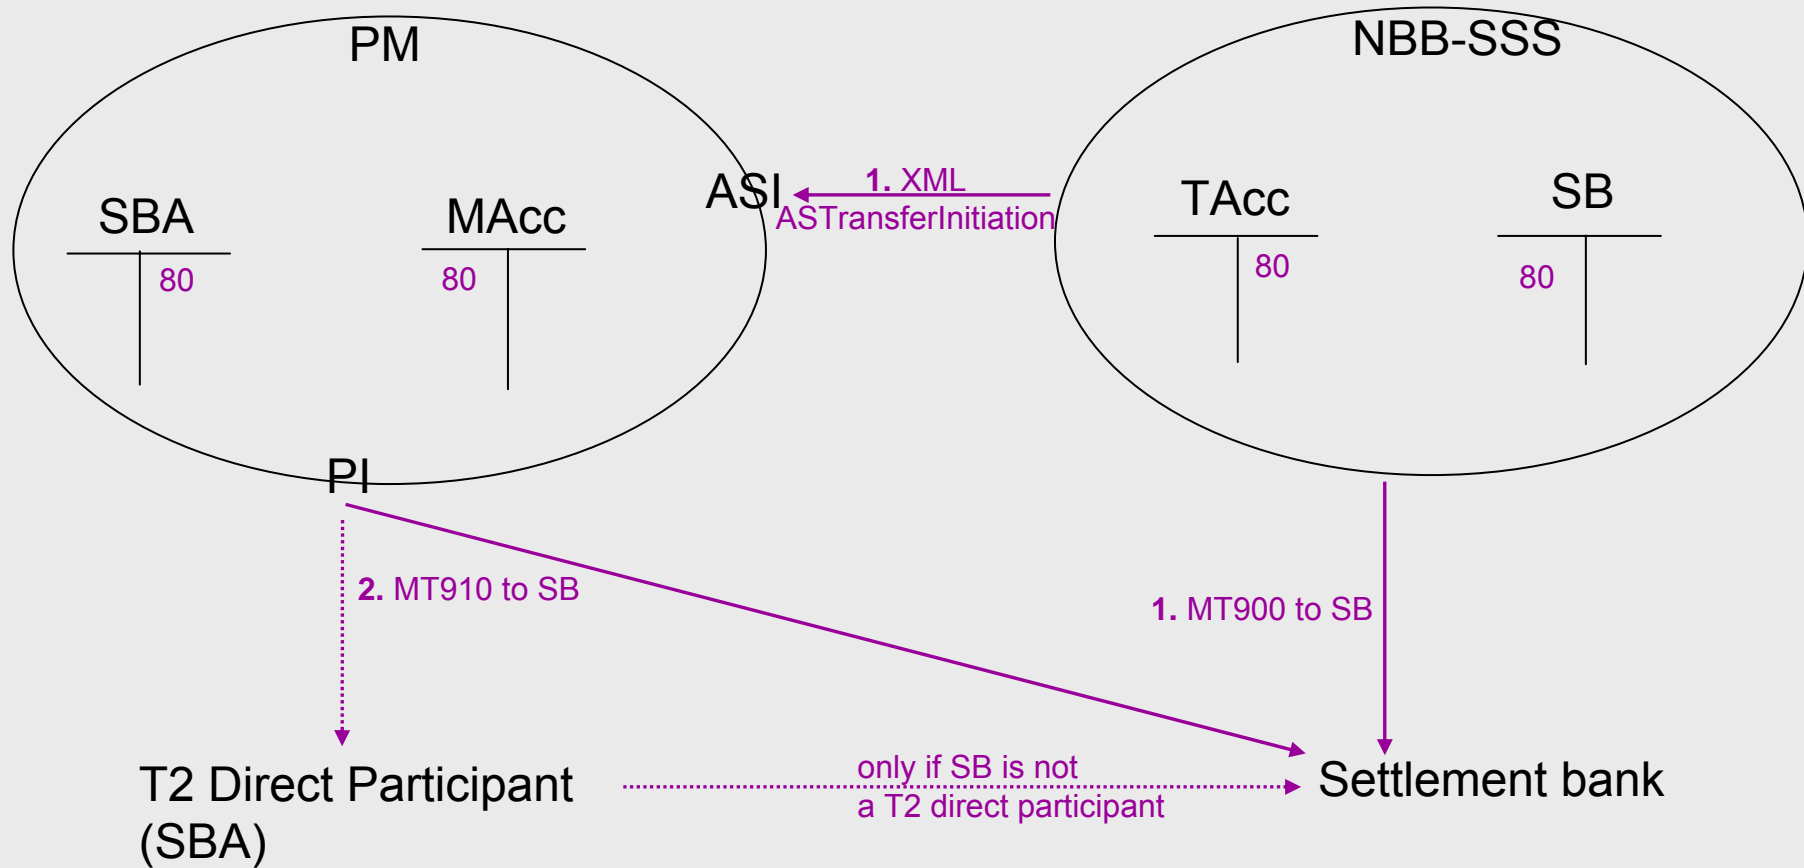 PM
NBB-SSS
ASI
1. XML
ASTransferInitiation
SBA
MAcc
TAcc
SB
80
80
80
80
PI
2. MT910 to SB
1. MT900 to SB
T2 Direct Participant
(SBA)
only if SB is not
a T2 direct participant
Settlement bank